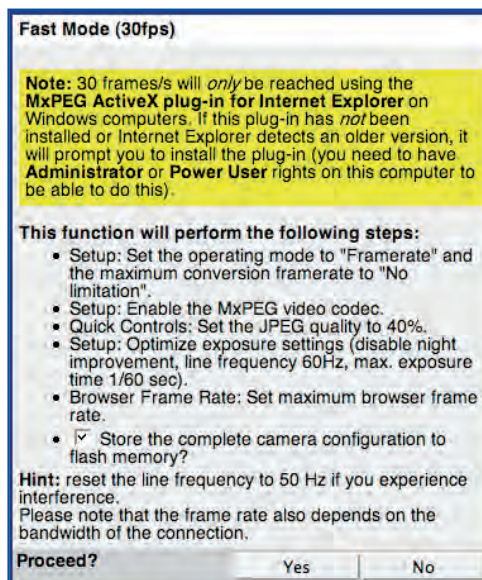 Fast Mode (30fps)
Note: 30 frames/s will only be reached using the
MxPEG ActiveX plug-in for Internet Explorer on
Windows computers. If this plug-in has not been
installed or Internet Explorer detects an older version, it
will prompt you to install the plug-in (you need to have
Administrator or Power User rights on this computer to
be able to do this).
This function will perform the following steps:
• Setup: Set the operating mode to "Framerate" and
the maximum conversion framerate to "No
limitation".
• Setup: Enable the MxPEG video codec.
• Quick Controls: Set the JPEG quality to 40%.
• Setup: Optimize exposure settings (disable night
improvement, line frequency 60Hz, max. exposure
time 1/60 sec).
• Browser Frame Rate: Set maximum browser frame
rate.
• Store the complete camera configuration to
flash memory?
Hint: reset the line frequency to 50 Hz if you experience
interference.
Please note that the frame rate also depends on the
bandwidth of the connection.
Proceed? Yes No